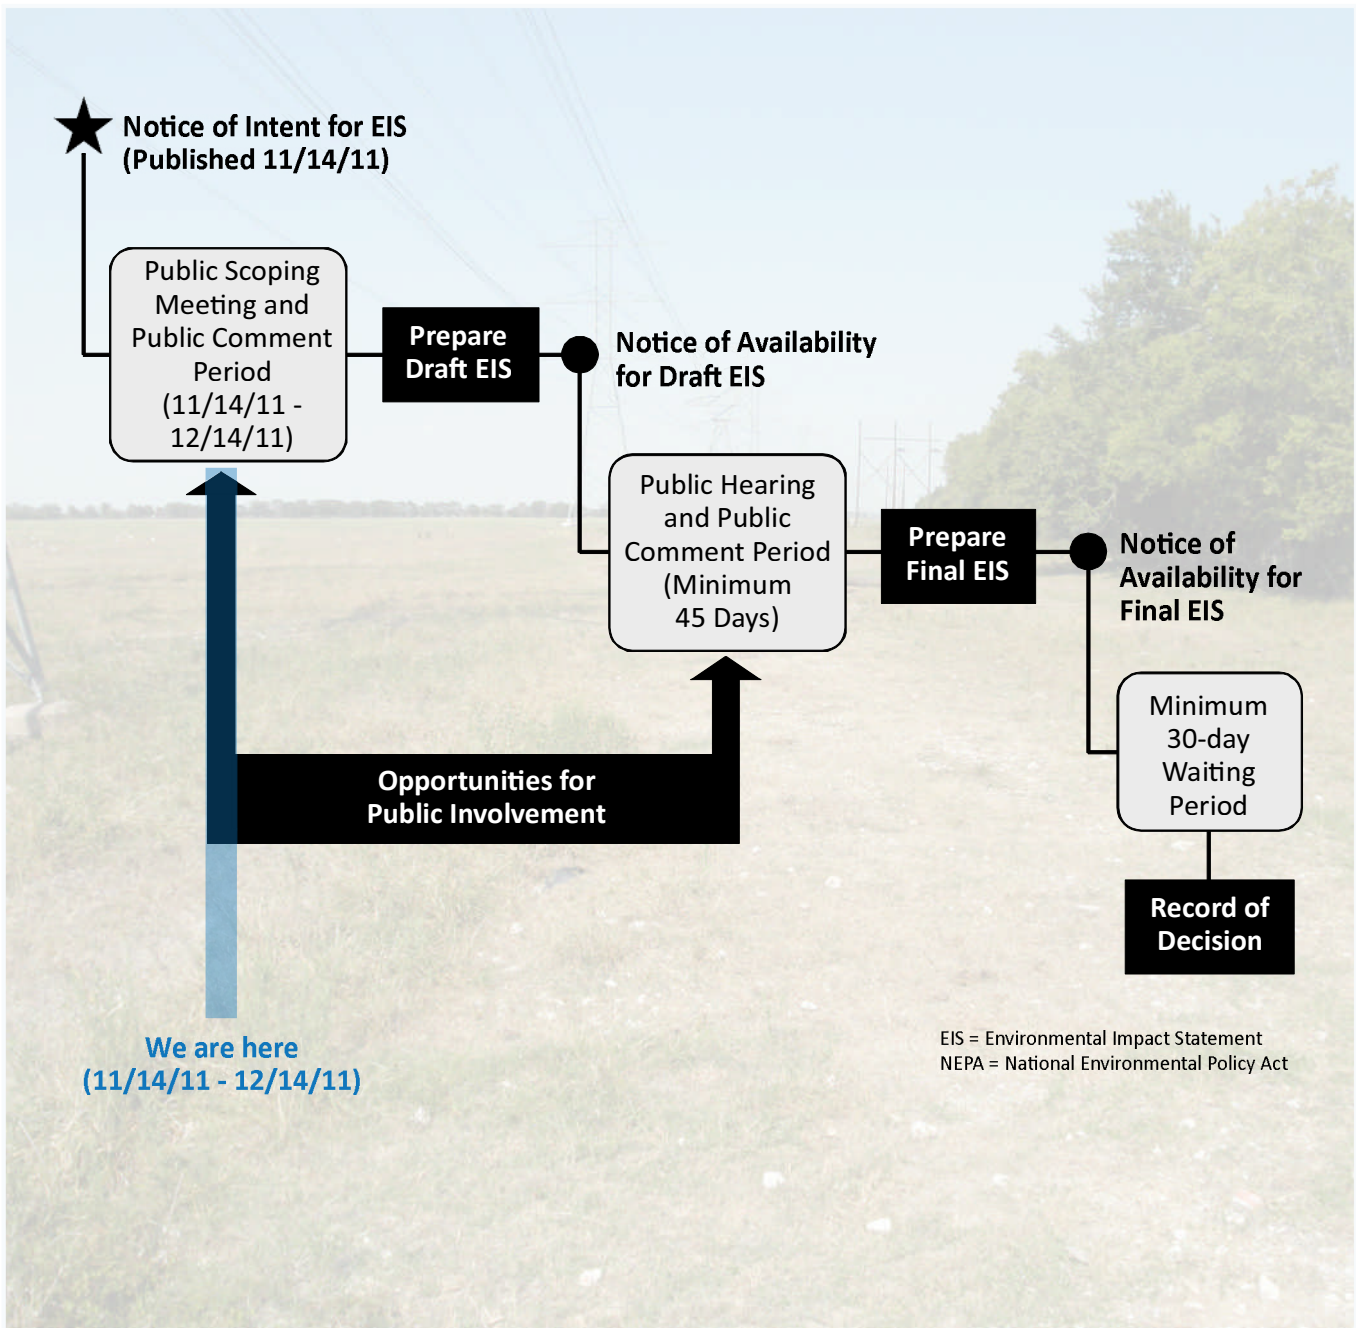 Notice of Intent for EIS
(Published 11/14/11)
Public Scoping
Meeting and
Public Comment
Period
(11/14/11 -
12/14/11)
Prepare
Draft EIS
Notice of Availability
for Draft EIS
Public Hearing
and Public
Comment Period
(Minimum
45 Days)
Prepare
Final EIS
Notice of
Availability for
Final EIS
Minimum
30-day
Waiting
Period
Opportunities for
Public Involvement
Record of
Decision
We are here
(11/14/11 - 12/14/11)
EIS = Environmental Impact Statement
NEPA = National Environmental Policy Act